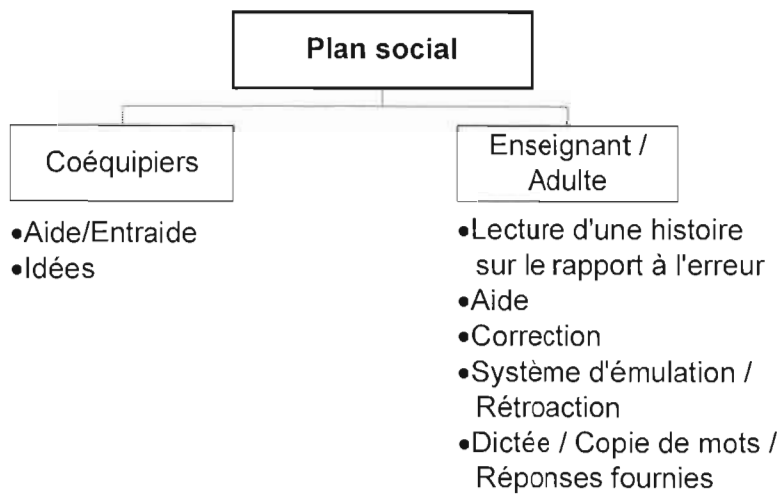 Plan social
Coéquipiers
•Aide/Entraide
•Idées
Enseignant /
Adulte
•Lecture d'une histoire
sur le rapport à l'erreur
•Aide
•Correction
•Système d'émulation /
Rétroaction
•Dictée / Copie de mots /
Réponses fournies